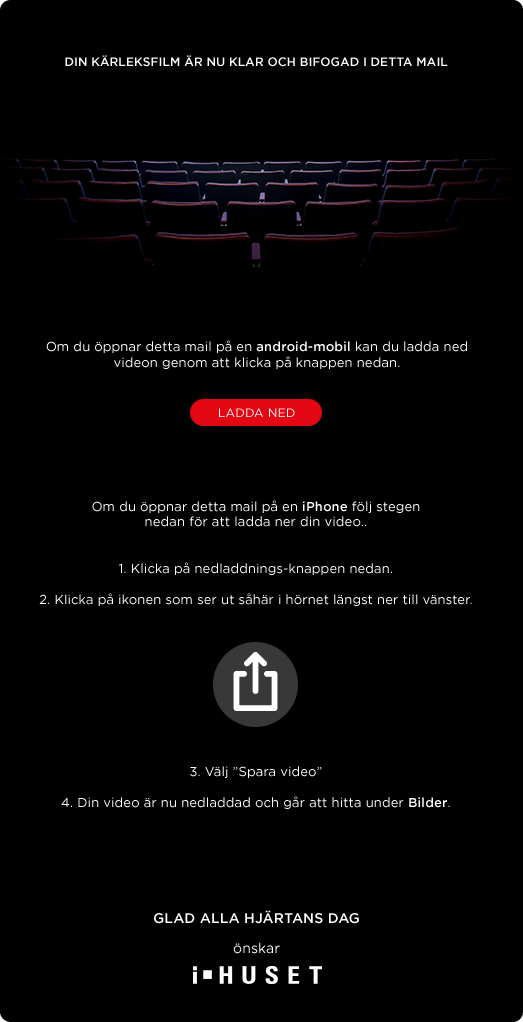 DIN KÄRLEKSFILM ÄR NU KLAR OCH BIFOGAD I DETTA MAIL
Om du öppnar detta mail på en android-mobil kan du ladda ned
videon genom att klicka på knappen nedan.
LADDA NED
Om du öppnar detta mail på en iPhone följ stegen
nedan för att ladda ner din video..
1. Klicka på nedladdnings-knappen nedan.
2. Klicka på ikonen som ser ut såhär i hörnet längst ner till vänster.
3. Välj ”Spara video”
4. Din video är nu nedladdad och går att hitta under Bilder.
GLAD ALLA HJÄRTANS DAG
önskar
i-HUSET